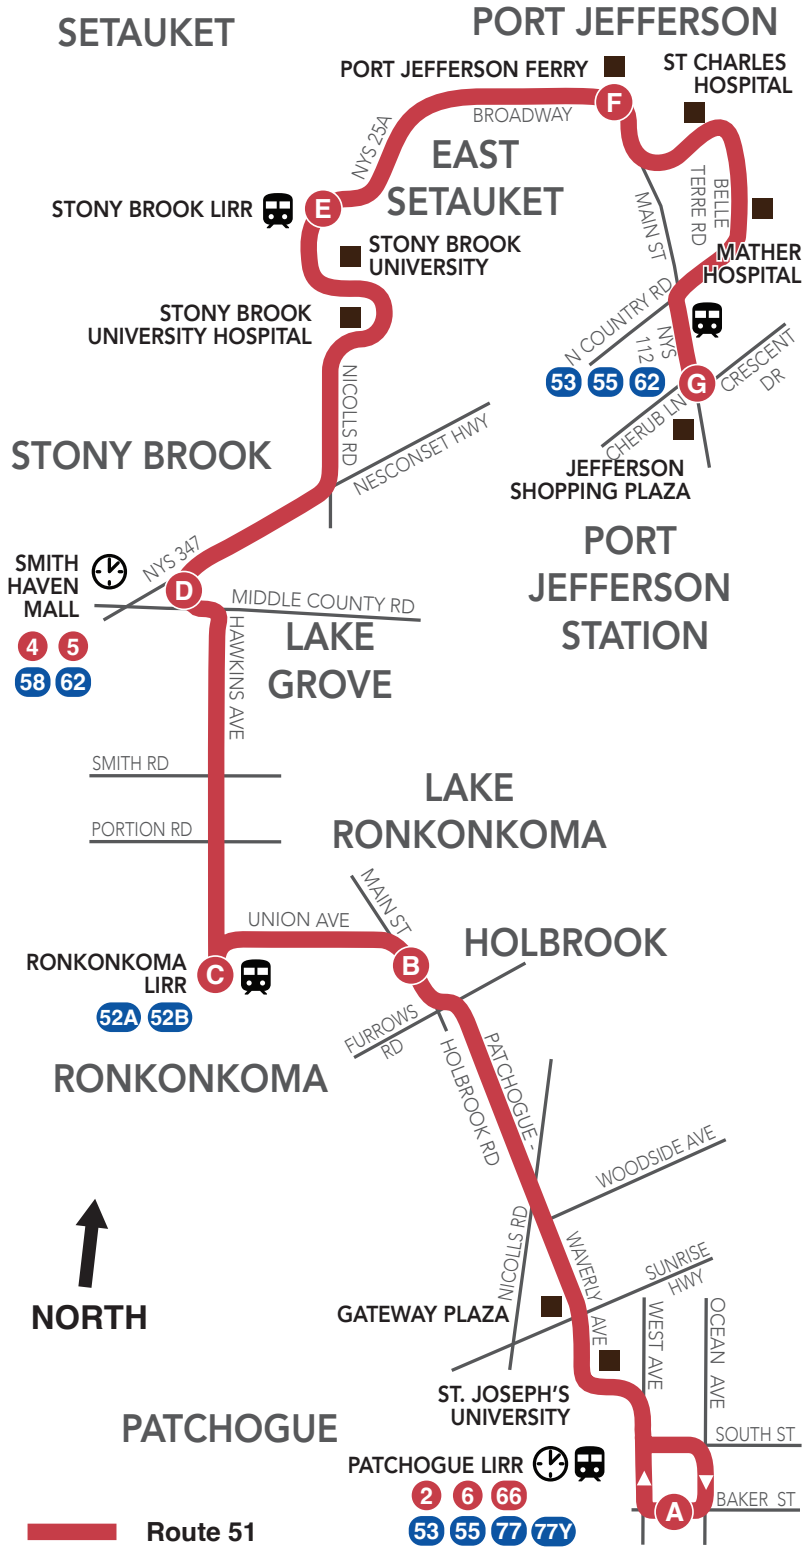 SETAUKET
PORT JEFFERSON
PORT JEFFERSON FERRY
ST CHARLES
HOSPITAL
F
BROADWAY
NYS 25A
EAST
SETAUKET
STONY BROOK LIRR
E
STONY BROOK
UNIVERSITY
STONY BROOK
UNIVERSITY HOSPITAL
MAIN ST
BELLE
TERRE RD
MATHER
HOSPITAL
N COUNTRY RD
NYS
112
53 55 62
G
CRESCENT
DR
CHERUB LN
JEFFERSON
SHOPPING PLAZA
NICOLLS RD
NESCONSET HWY
STONY BROOK
PORT
JEFFERSON
STATION
SMITH
HAVEN
MALL
NYS 347
D
4 5
58 62
MIDDLE COUNTY RD
HAWKINS AVE
LAKE
GROVE
SMITH RD
PORTION RD
LAKE
RONKONKOMA
MAIN ST
UNION AVE
HOLBROOK
B
RONKONKOMA
LIRR
C
52A 52B
FURROWS
RD
RONKONKOMA
PATCHOGUE -
HOLBROOK RD
WOODSIDE AVE
NICOLLS RD
WAVERLY AVE
SUNRISE
HWY
NORTH
GATEWAY PLAZA
WEST AVE
OCEAN AVE
ST. JOSEPH'S
UNIVERSITY
PATCHOGUE
SOUTH ST
PATCHOGUE LIRR
2 6 66
53 55 77 77Y
A
BAKER ST
Route 51